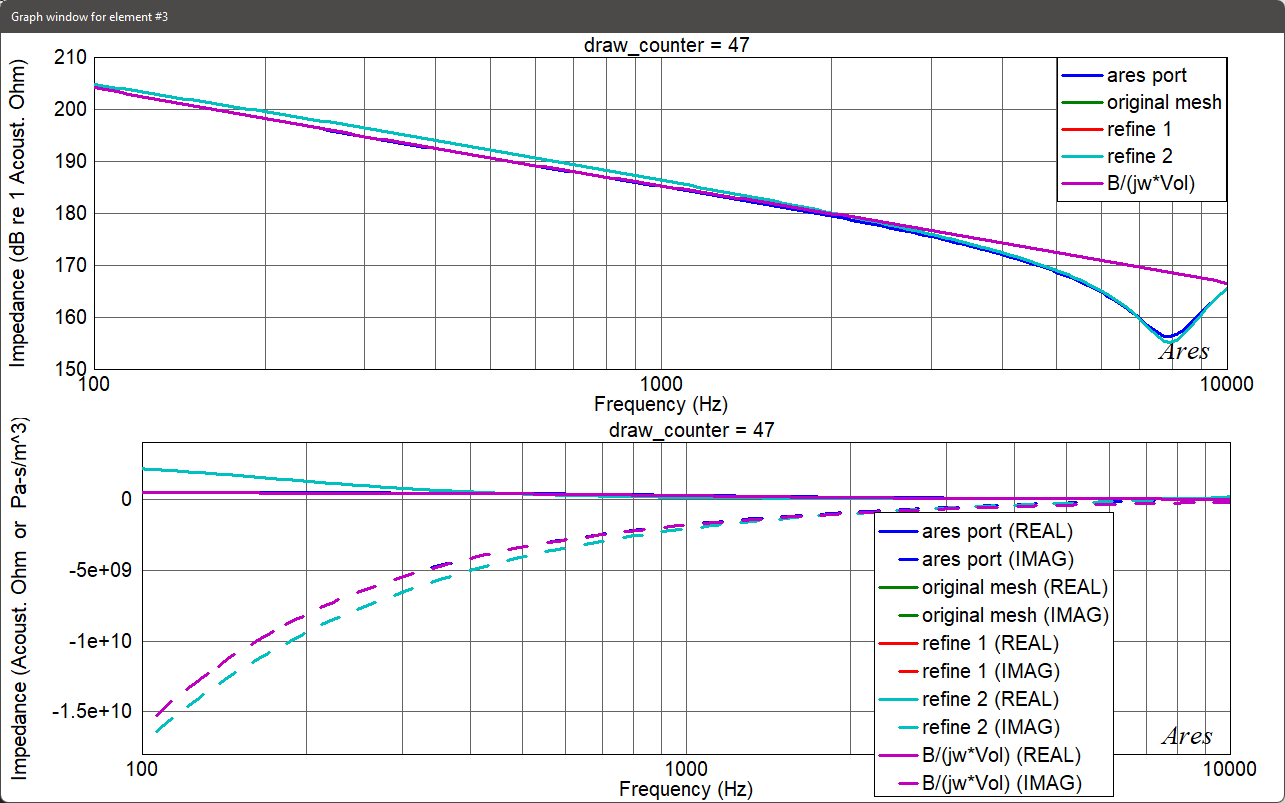 Graph window for element #3
draw_counter = 47
Impedance (dB re 1 Acoust. Ohm)
210
200
190
180
170
160
150
ares port
original mesh
refine 1
refine 2
B/(jw*Vol)
Ares
100
1000
10000
Frequency (Hz)
draw_counter = 47
Impedance (Acoust. Ohm or Pa-s/m^3)
0
-5e+09
-1e+10
-1.5e+10
ares port (REAL)
ares port (IMAG)
original mesh (REAL)
original mesh (IMAG)
refine 1 (REAL)
refine 1 (IMAG)
refine 2 (REAL)
refine 2 (IMAG)
B/(jw*Vol) (REAL)
B/(jw*Vol) (IMAG)
Ares
100
1000
10000
Frequency (Hz)